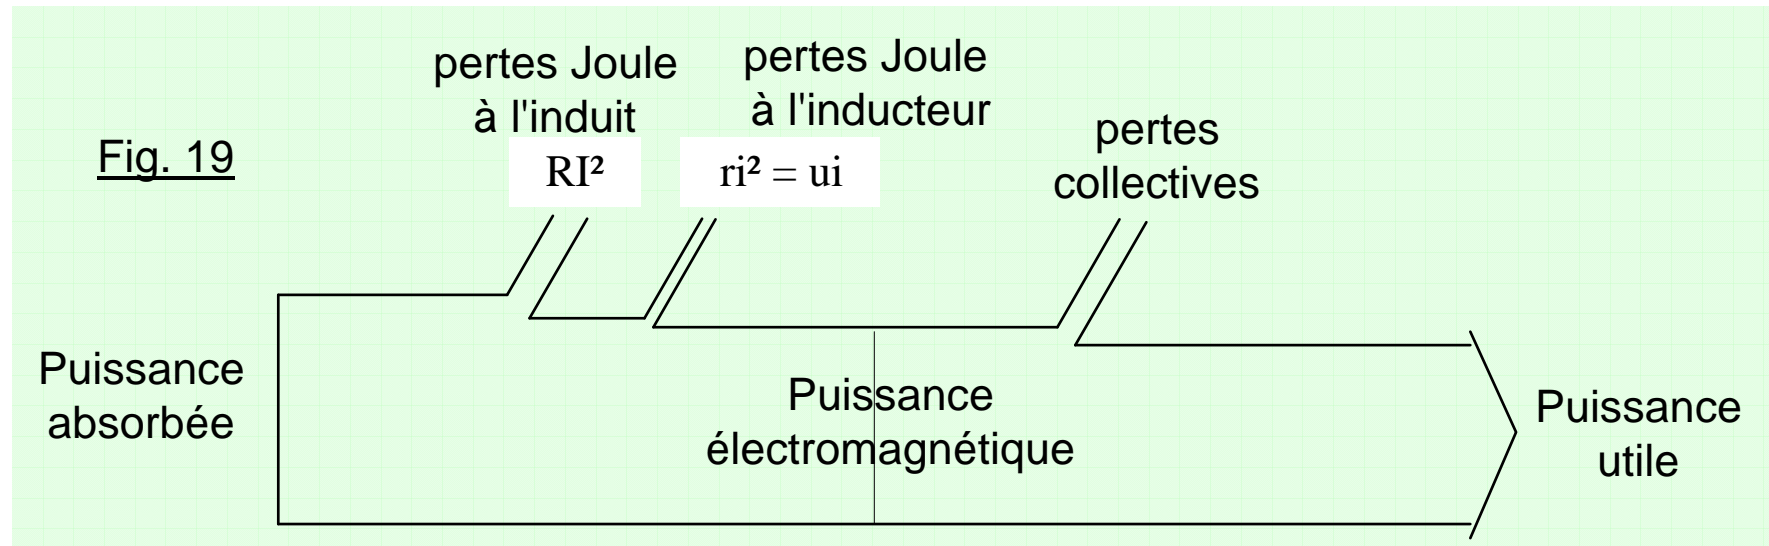 Fig. 19
pertes Joule
à l'induit
RI²
pertes Joule
à l'inducteur
ri² = ui
pertes
collectives
Puissance
absorbée
Puissance
électromagnétique
Puissance
utile